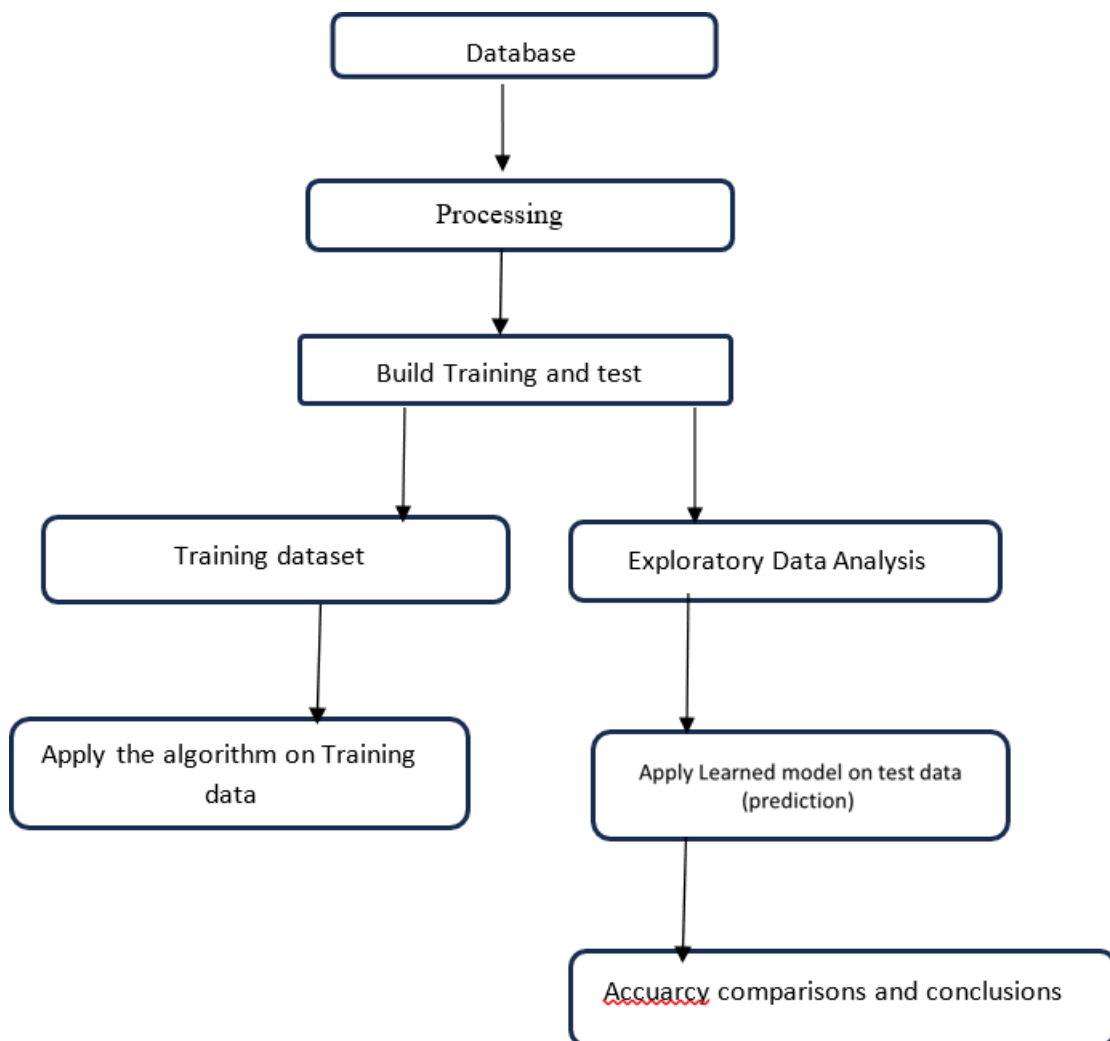 Database
Processing
Build Training and test
Training dataset
Exploratory Data Analysis
Apply the algorithm on Training
data
Apply Learned model on test data
(prediction)
Accuarcy comparisons and conclusions